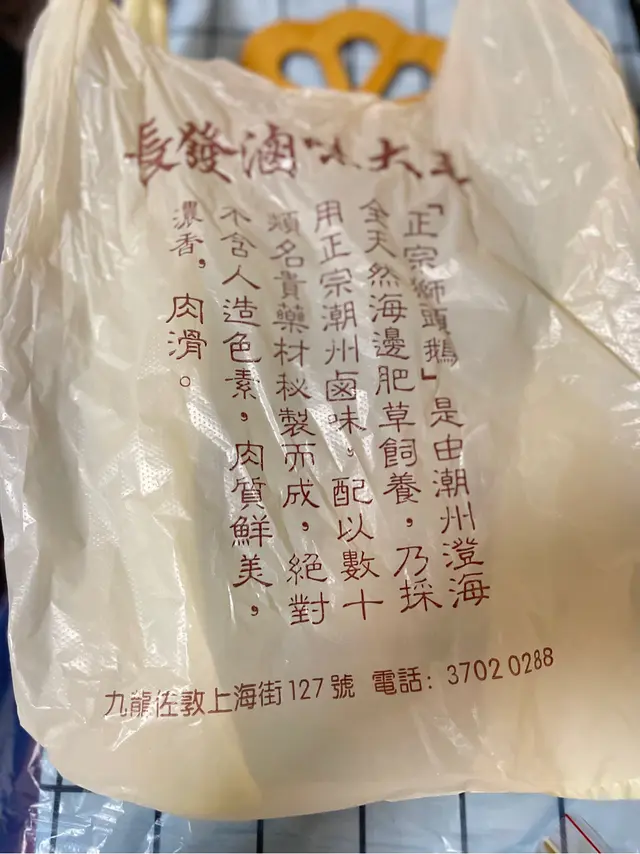 長發滷味大王
「正宗獅頭鵝」是由潮州澄海
全天然海邊肥草飼養，乃採
用正宗潮州鹵味。配以數十
類名貴藥材秘製而成，絕對
不含人造色素，肉質鮮美，
濃香，肉滑。
九龍佐敦上海街127號 電話：3702 0288